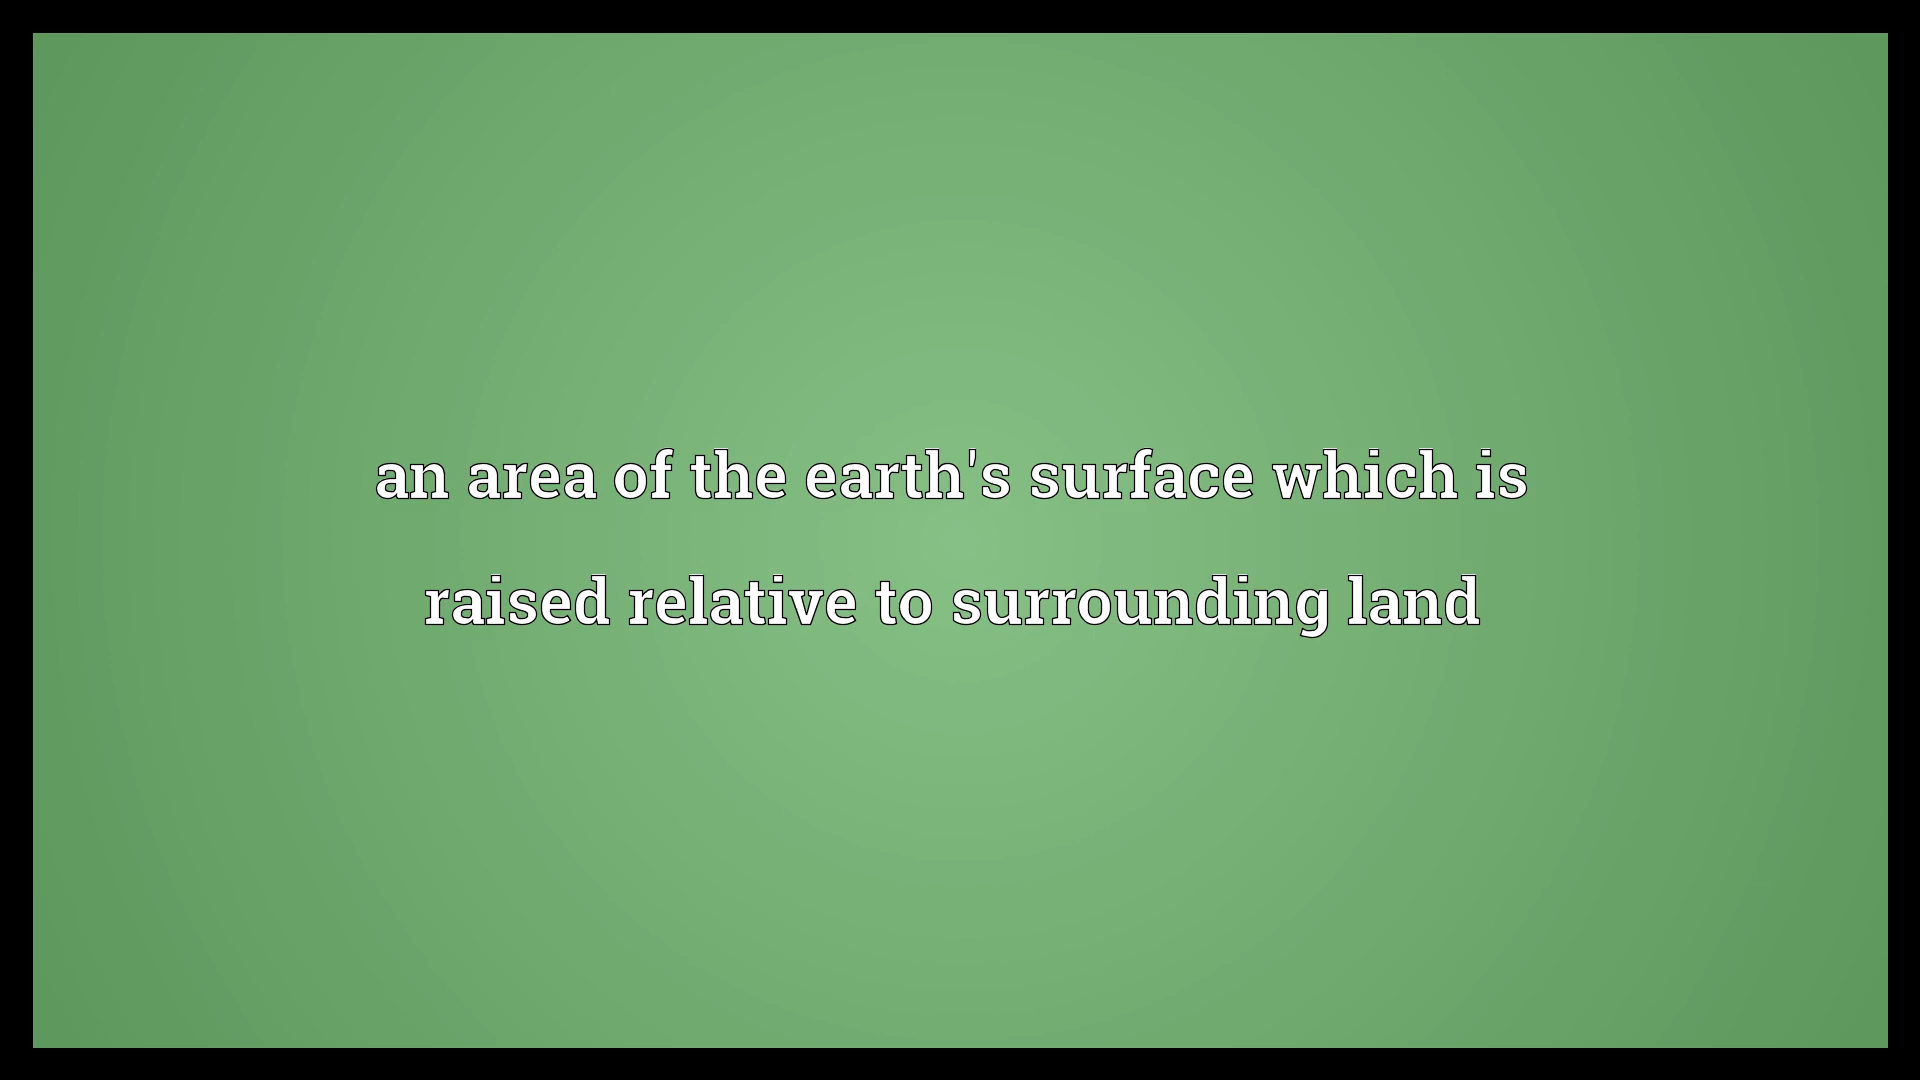 an area of the earth's surface which is
raised relative to surrounding land